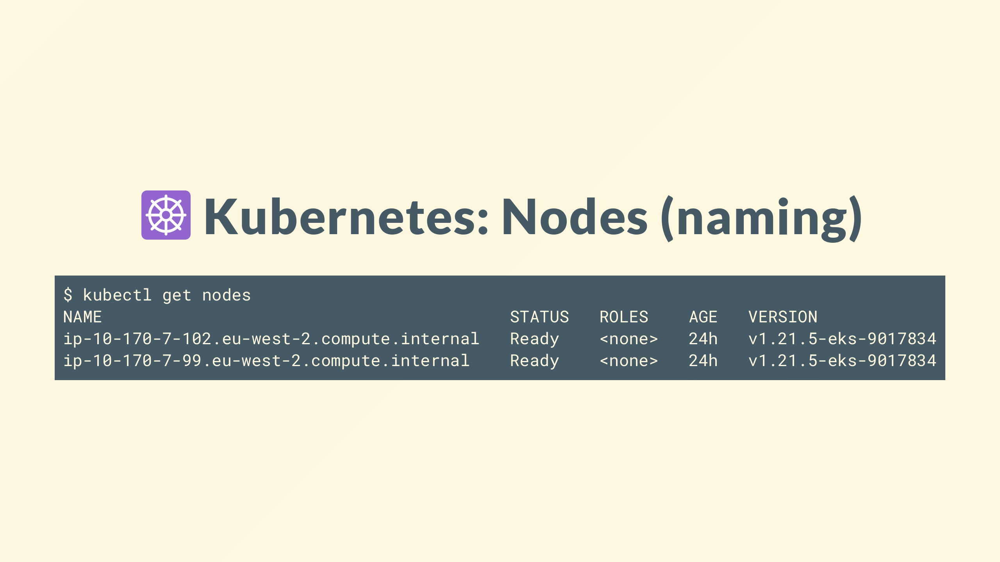 ☸ Kubernetes: Nodes (naming)
$ kubectl get nodes
NAME                                         STATUS   ROLES    AGE   VERSION
ip-10-170-7-102.eu-west-2.compute.internal   Ready    <none>   24h   v1.21.5-eks-9017834
ip-10-170-7-99.eu-west-2.compute.internal    Ready    <none>   24h   v1.21.5-eks-9017834